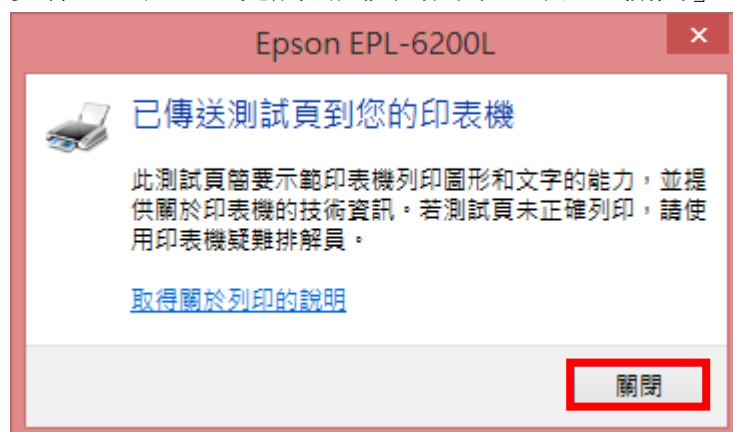 Epson EPL-6200L
已傳送測試頁到您的印表機
此測試頁簡要示範印表機列印圖形和文字的能力，並提
供關於印表機的技術資訊。若測試頁未正確列印，請使
用印表機疑難排解員。
取得關於列印的說明
關閉